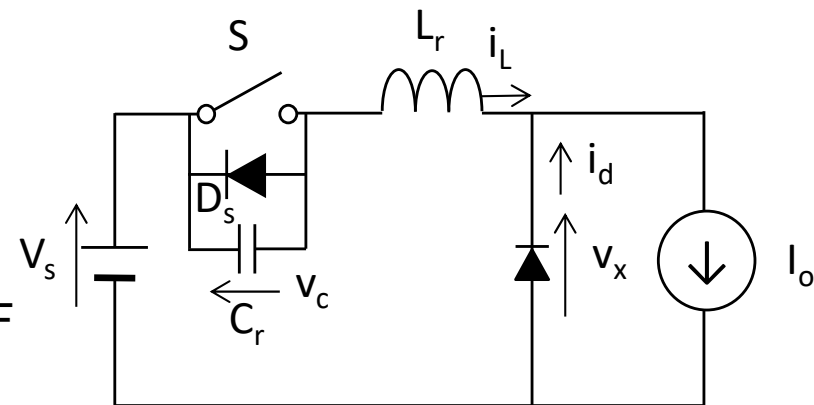 S
L_r
i_L
i_d
D_s
V_s
v_x
I_o
v_c
C_r
F